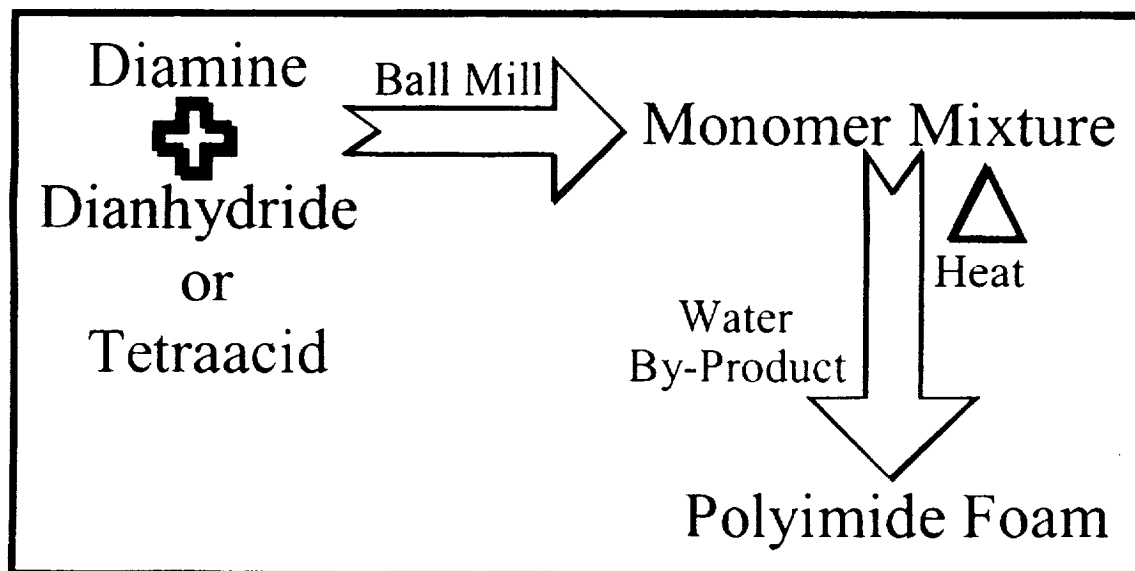 Diamine
Dianhydride
or
Tetraacid
Ball Mill
Monomer Mixture
Heat
Water
By-Product
Polyimide Foam